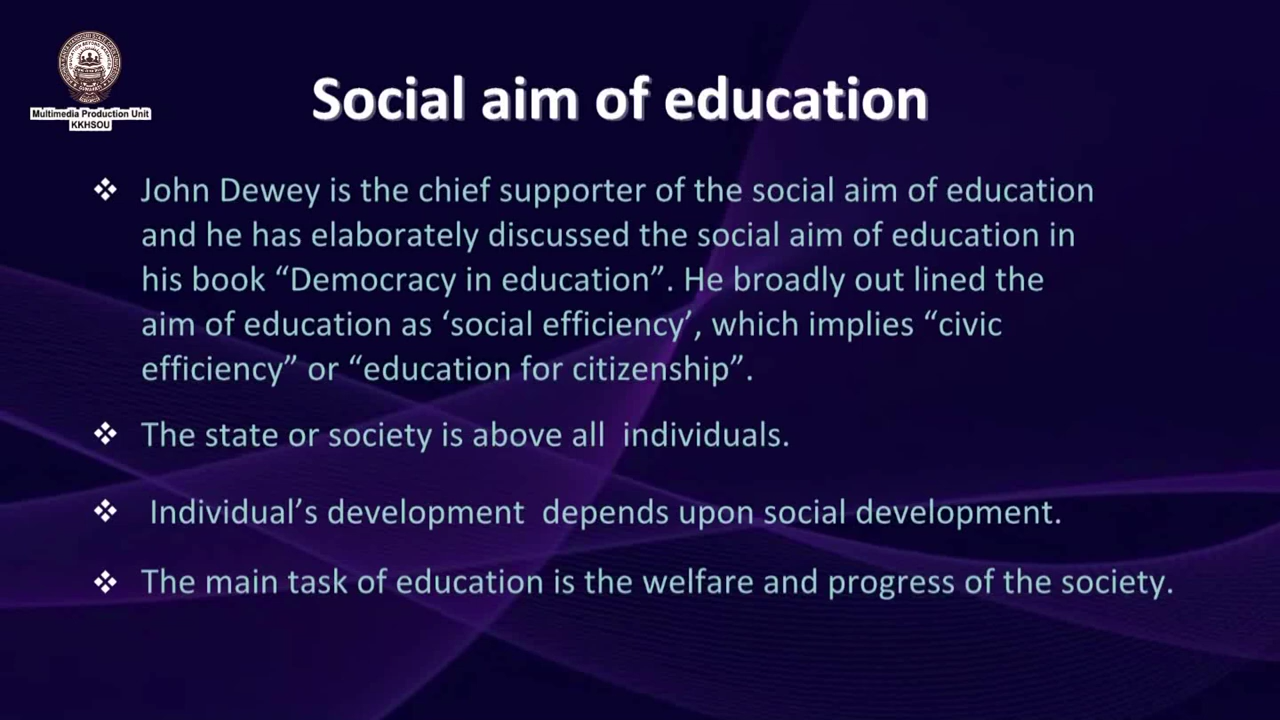 Multimedia Production Unit
KKHSOU
Social aim of education
❖ John Dewey is the chief supporter of the social aim of education
and he has elaborately discussed the social aim of education in
his book “Democracy in education”. He broadly out lined the
aim of education as ‘social efficiency’, which implies “civic
efficiency” or “education for citizenship”.
❖ The state or society is above all individuals.
❖ Individual’s development depends upon social development.
❖ The main task of education is the welfare and progress of the society.